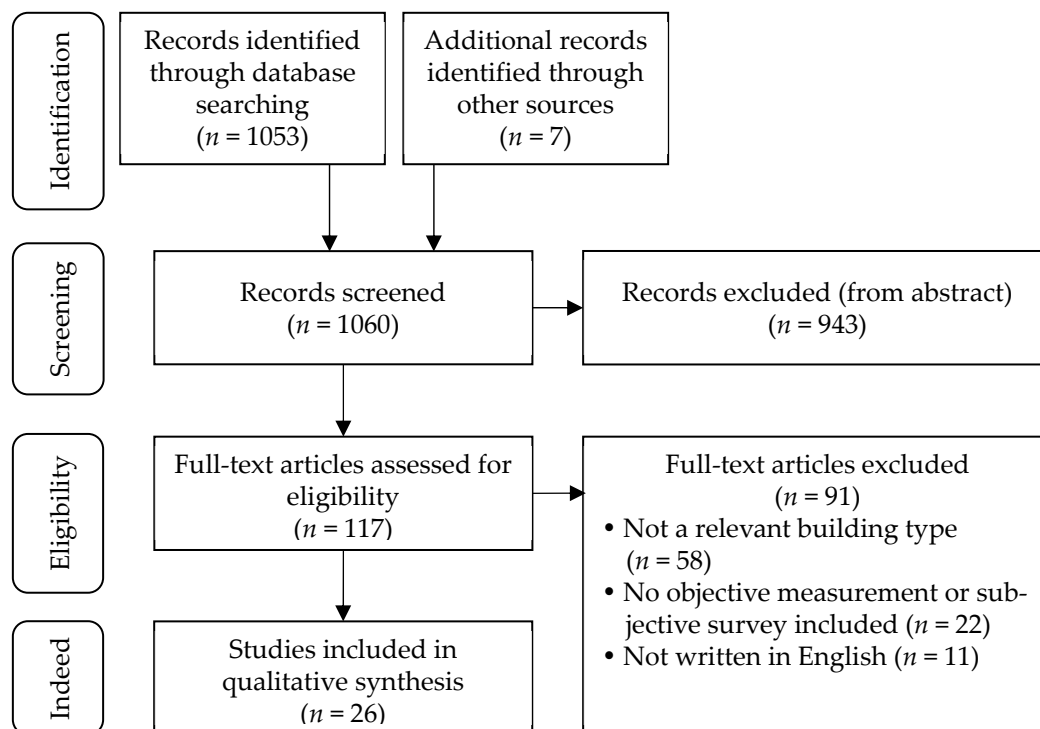 Identification
Records identified
through database
searching
(n = 1053)
Additional records
identified through
other sources
(n = 7)
Screening
Records screened
(n = 1060)
Records excluded (from abstract)
(n = 943)
Eligibility
Full-text articles assessed for
eligibility
(n = 117)
Full-text articles excluded
(n = 91)
• Not a relevant building type
(n = 58)
• No objective measurement or sub-
jective survey included (n = 22)
• Not written in English (n = 11)
Indeed
Studies included in
qualitative synthesis
(n = 26)